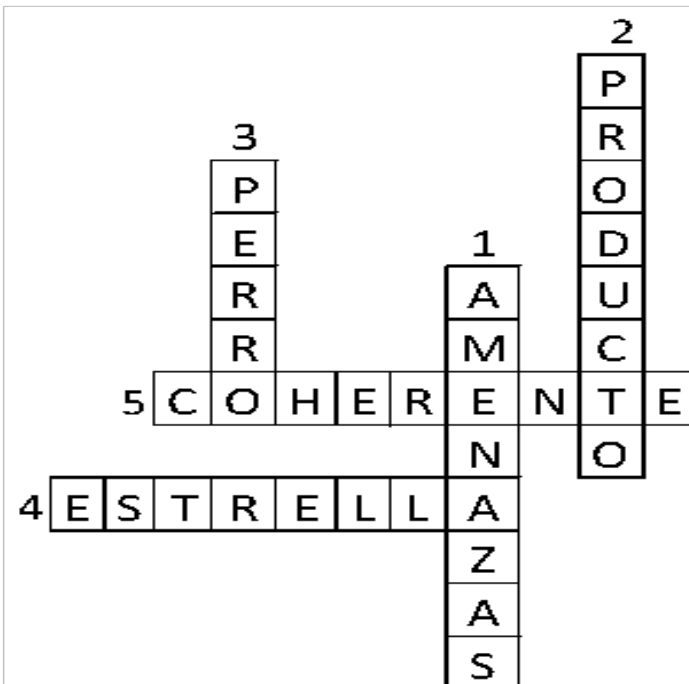 2
P
R
3
P O
E 1 D
R A U
R M C
5 C O H E R E N T E
N O
4 E S T R E L L A
Z
A
S